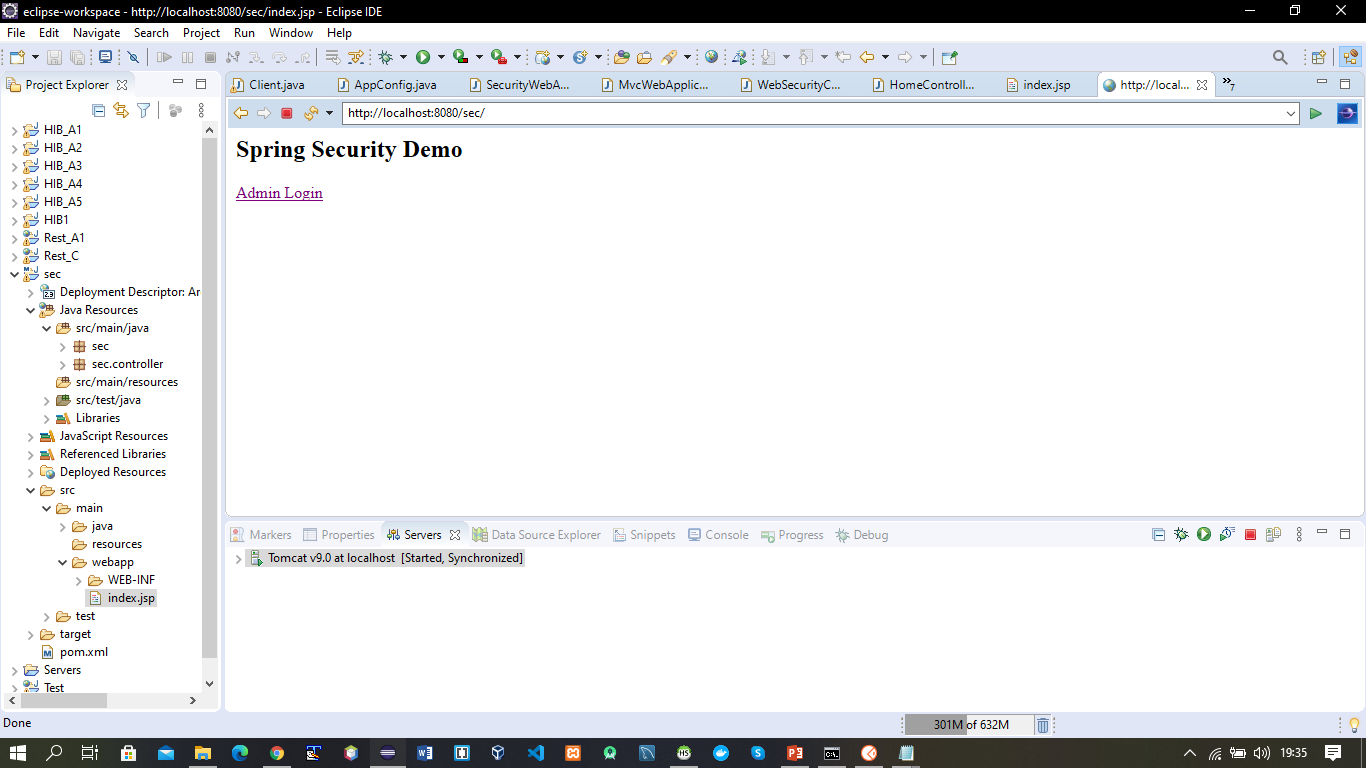 eclipse-workspace - http://localhost:8080/sec/index.jsp - Eclipse IDE
File Edit Navigate Search Project Run Window Help
Project Explorer
Client.java AppConfig.java SecurityWebA... MvcWebApplic... WebSecurityC... HomeControll... index.jsp http://local... »7
http://localhost:8080/sec/
Spring Security Demo
Admin Login
HIB_A1
HIB_A2
HIB_A3
HIB_A4
HIB_A5
HIB1
Rest_A1
Rest_C
sec
Deployment Descriptor: Ar
Java Resources
src/main/java
sec
sec.controller
src/main/resources
src/test/java
Libraries
JavaScript Resources
Referenced Libraries
Deployed Resources
src
main
java
resources
webapp
WEB-INF
index.jsp
test
target
pom.xml
Servers
Test
Markers Properties Servers Data Source Explorer Snippets Console Progress Debug
Tomcat v9.0 at localhost [Started, Synchronized]
Done
301M of 632M
19:35